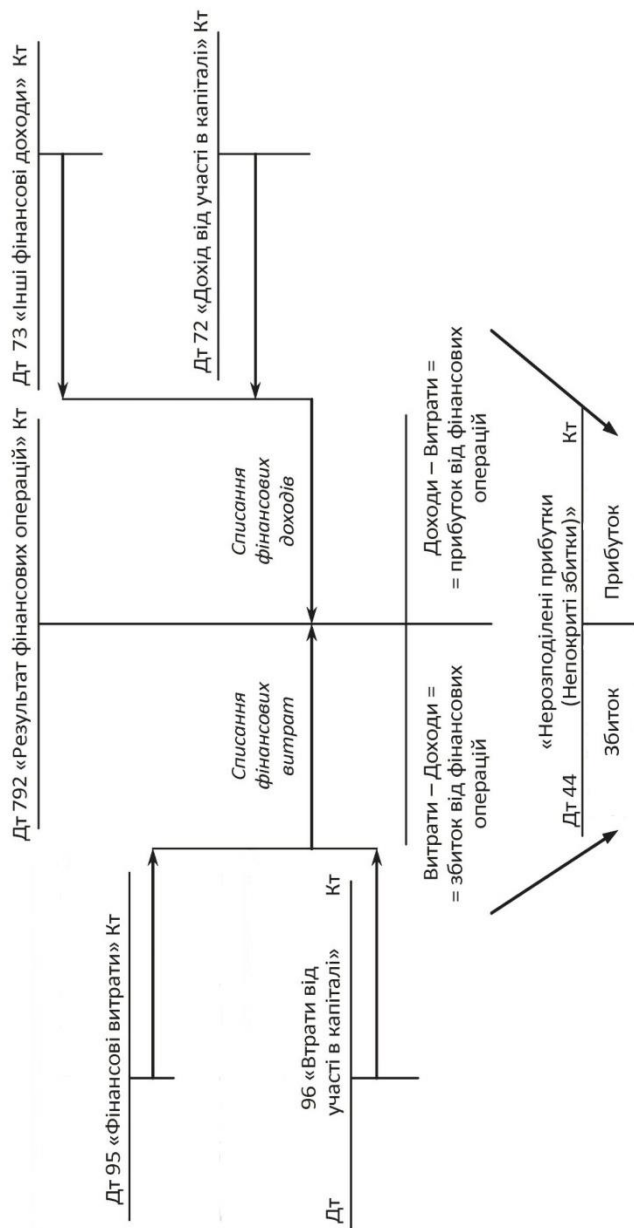 Дт 95 «Фінансові витрати» Кт
96 «Втрати від
участі в капіталі»
Дт Кт
Дт 792 «Результат фінансових операцій» Кт
Списання
фінансових
витрат
Списання
фінансових
доходів
Витрати – Доходи =
= збиток від фінансових
операцій
Доходи – Витрати =
= прибуток від фінансових
операцій
Дт 73 «Інші фінансові доходи» Кт
Дт 72 «Дохід від участі в капіталі» Кт
«Нерозподілені прибутки
Дт 44 (Непокриті збитки)» Кт
Збиток Прибуток